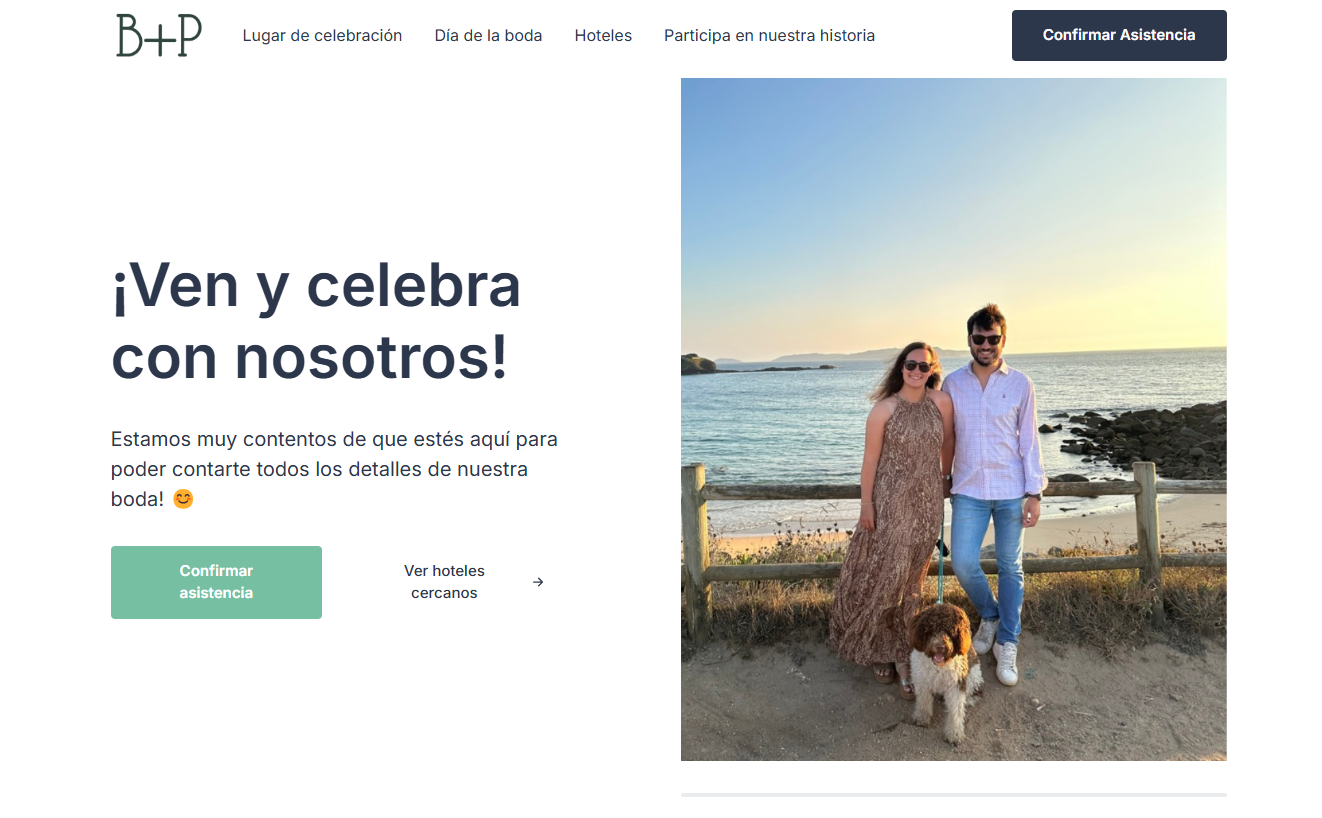 B+P
Lugar de celebración
Día de la boda
Hoteles
Participa en nuestra historia
Confirmar Asistencia
¡Ven y celebra
con nosotros!
Estamos muy contentos de que estés aquí para
poder contarte todos los detalles de nuestra
boda! 😊
Confirmar
asistencia
Ver hoteles
cercanos →